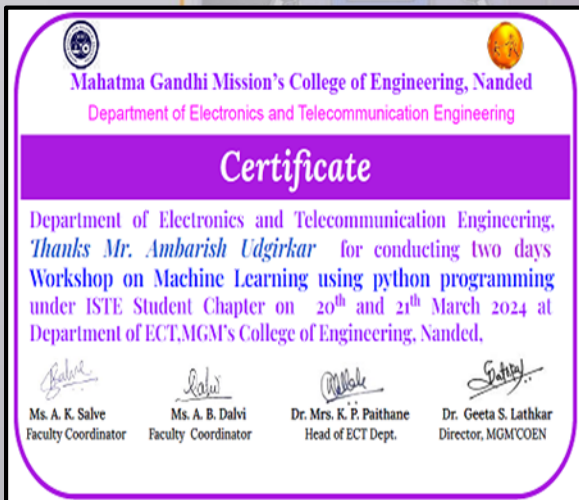 Mahatma Gandhi Mission's College of Engineering, Nanded
Department of Electronics and Telecommunication Engineering
Certificate
Department of Electronics and Telecommunication Engineering,
Thanks Mr. Ambarish Udgirkar for conducting two days
Workshop on Machine Learning using python programming
under ISTE Student Chapter on 20th and 21th March 2024 at
Department of ECT,MGM's College of Engineering, Nanded,
Ms. A. K. Salve Ms. A. B. Dalvi Dr. Mrs. K. P. Paithane Dr. Geeta S. Lathkar
Faculty Coordinator Faculty Coordinator Head of ECT Dept. Director, MGM'COEN